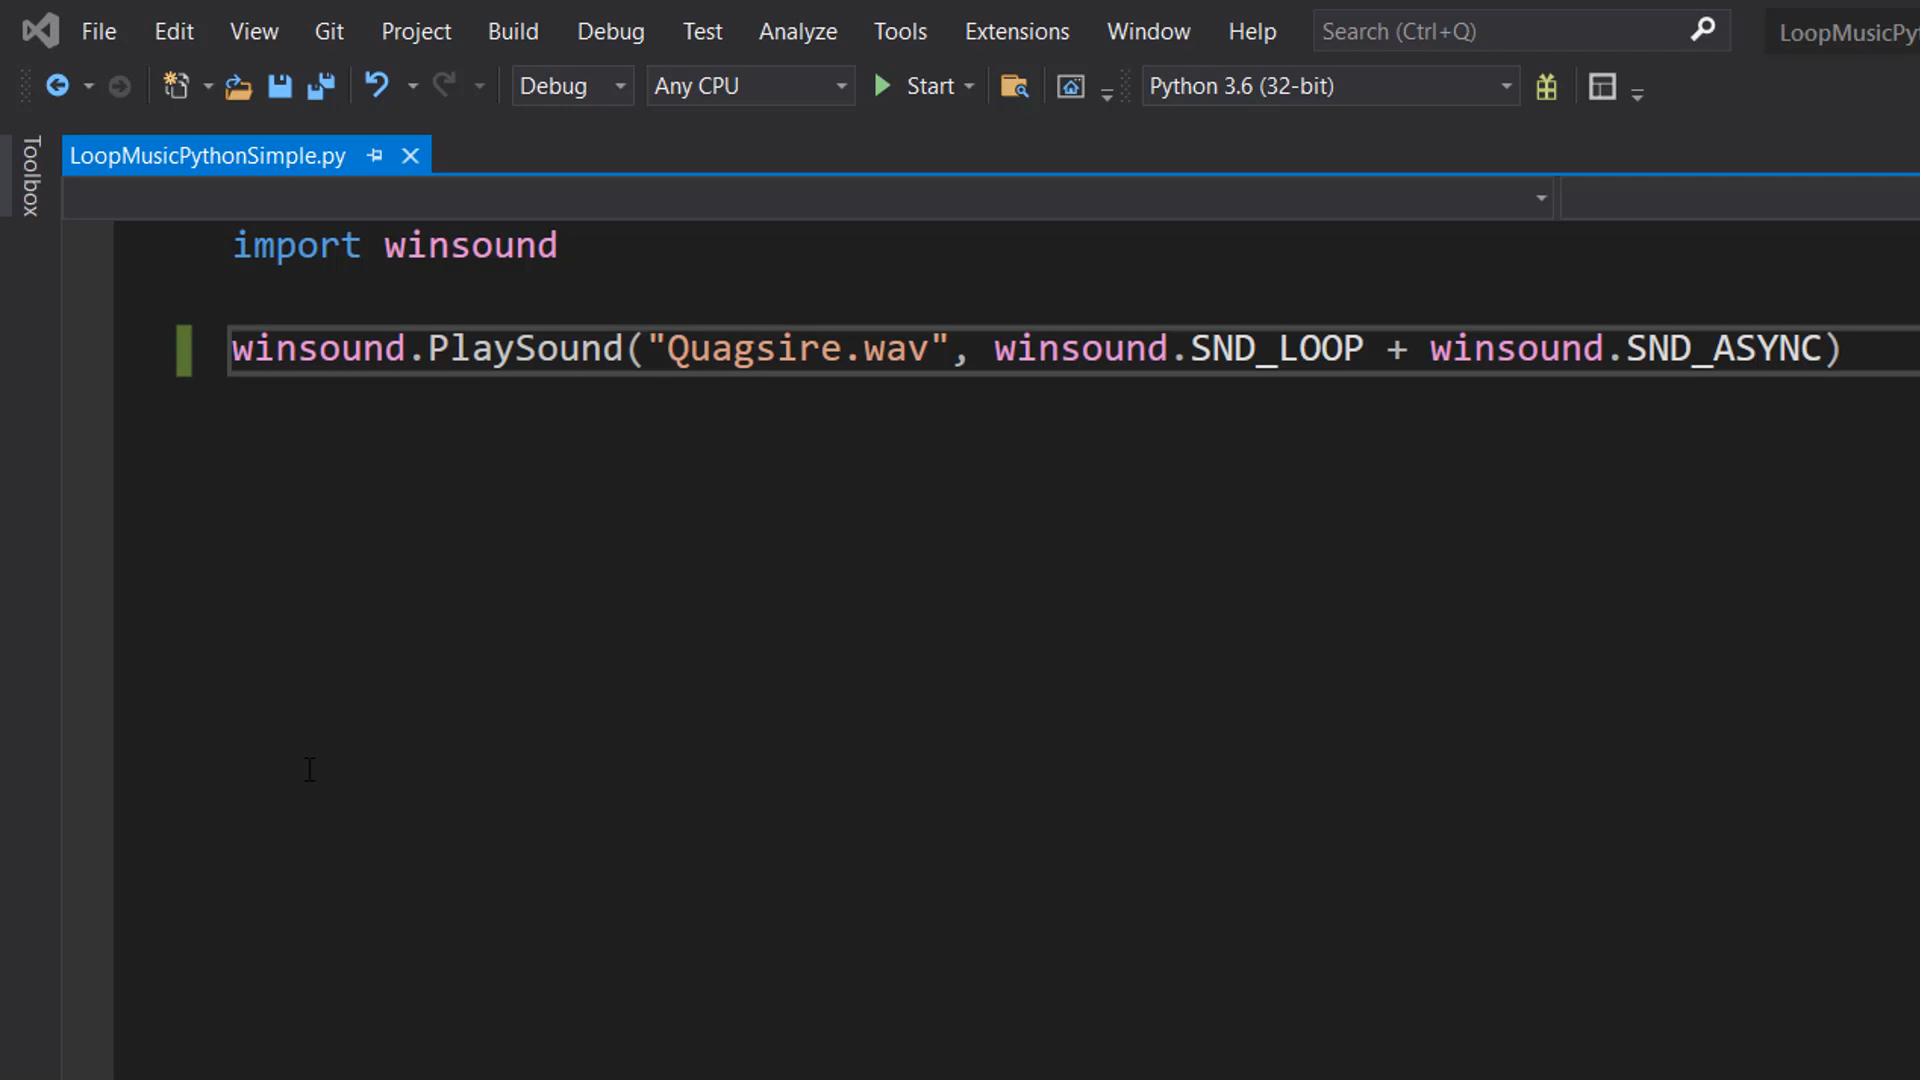 File Edit View Git Project Build Debug Test Analyze Tools Extensions Window Help Search (Ctrl+Q) LoopMusicPyt
Debug Any CPU Start Python 3.6 (32-bit)
Toolbox
LoopMusicPythonSimple.py
import winsound
winsound.PlaySound("Quagsire.wav", winsound.SND_LOOP + winsound.SND_ASYNC)